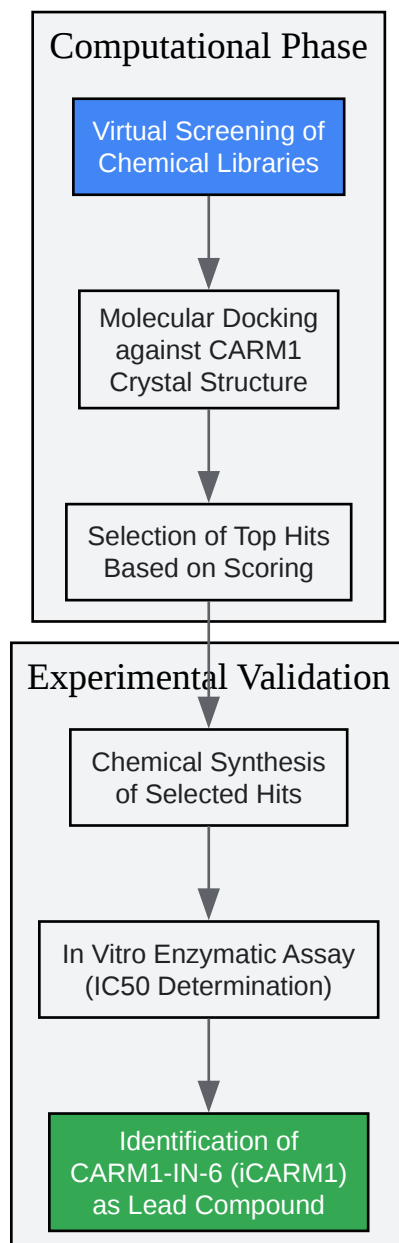 Computational Phase
Virtual Screening of
Chemical Libraries
Molecular Docking
against CARM1
Crystal Structure
Selection of Top Hits
Based on Scoring
Experimental Validation
Chemical Synthesis
of Selected Hits
In Vitro Enzymatic Assay
(IC50 Determination)
Identification of
CARM1-IN-6 (iCARM1)
as Lead Compound